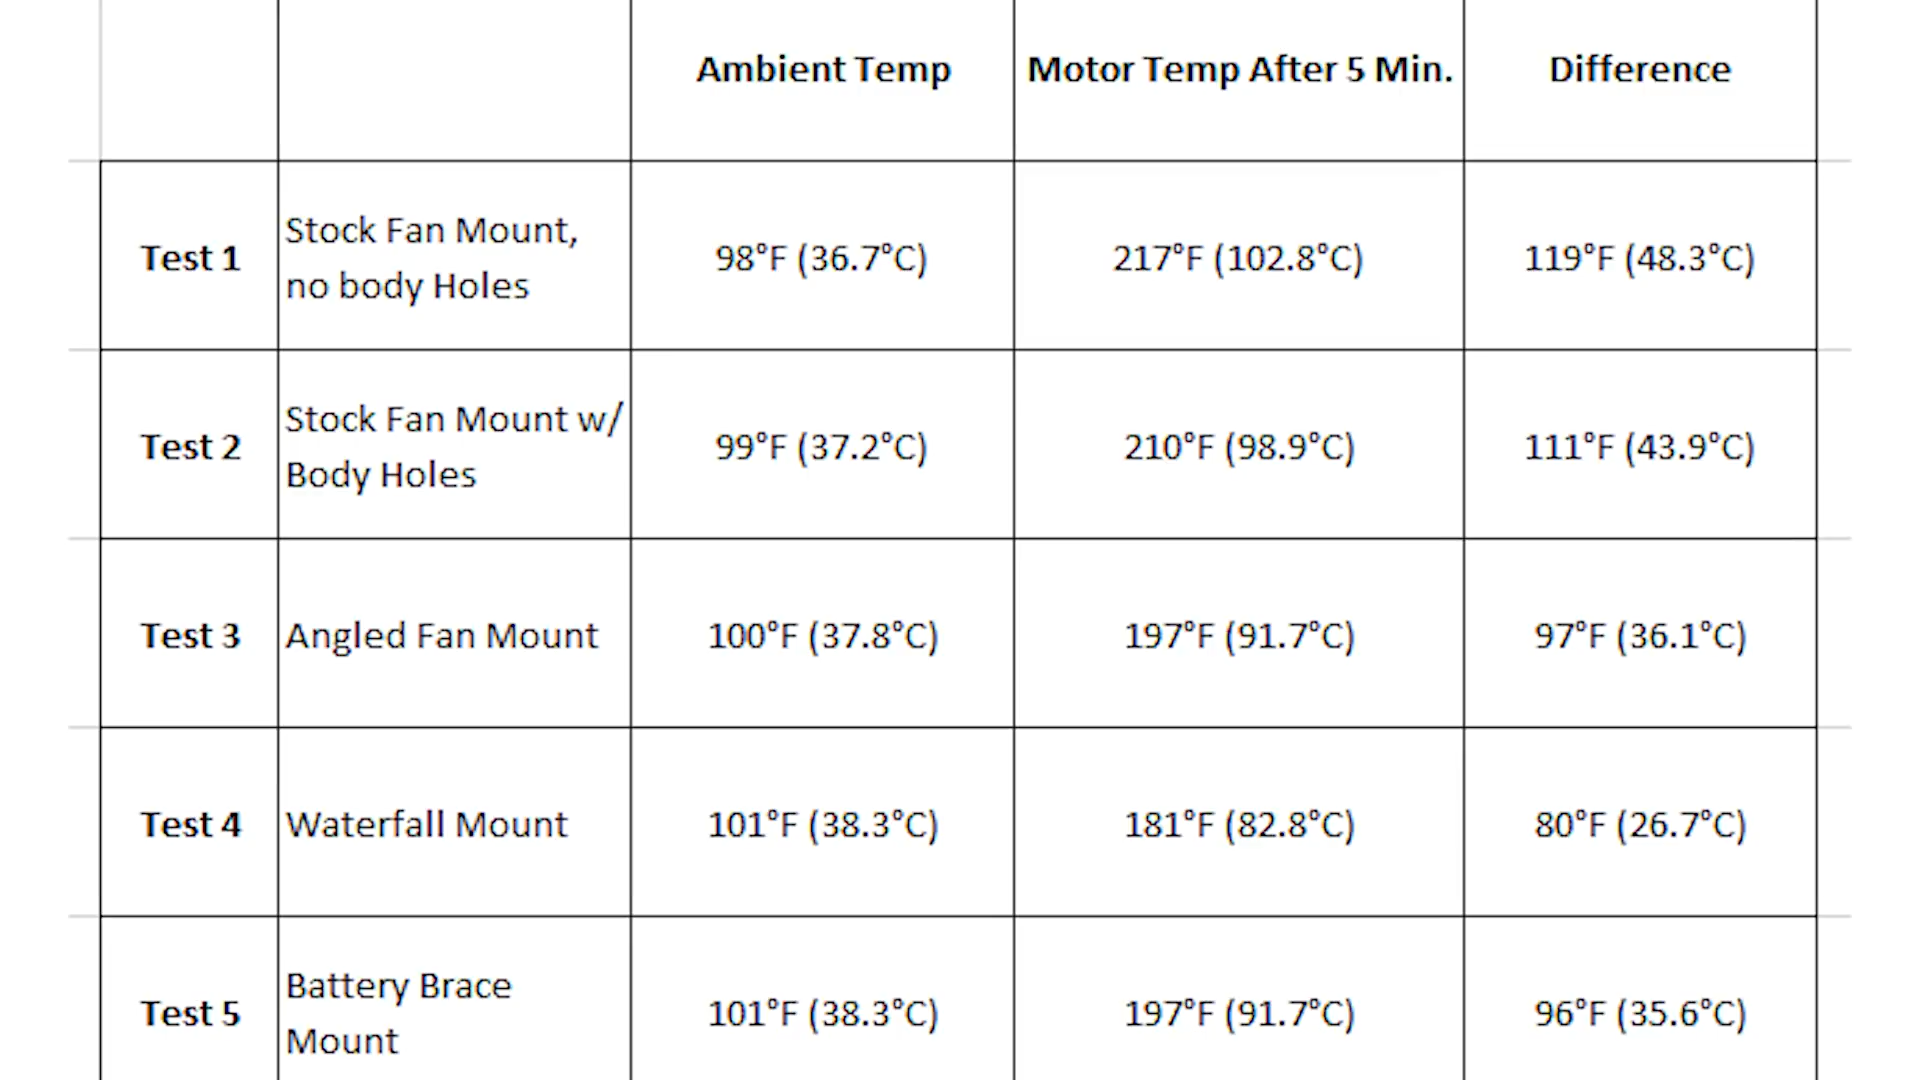 Ambient Temp Motor Temp After 5 Min. Difference
Stock Fan Mount,
Test 1 98°F (36.7°C) 217°F (102.8°C) 119°F (48.3°C)
no body Holes
Stock Fan Mount w/
Test 2 99°F (37.2°C) 210°F (98.9°C) 111°F (43.9°C)
Body Holes
Test 3 Angled Fan Mount 100°F (37.8°C) 197°F (91.7°C) 97°F (36.1°C)
Test 4 Waterfall Mount 101°F (38.3°C) 181°F (82.8°C) 80°F (26.7°C)
Battery Brace
Test 5 101°F (38.3°C) 197°F (91.7°C) 96°F (35.6°C)
Mount